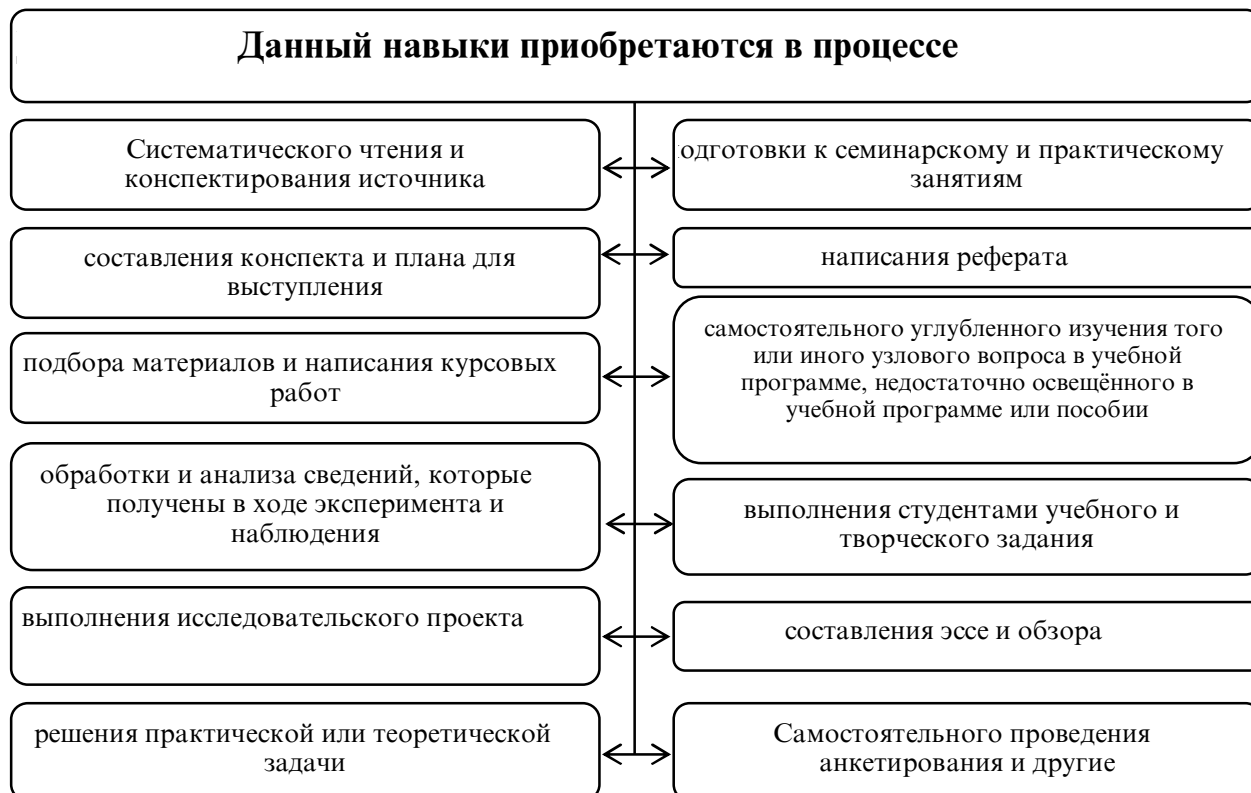 Данный навыки приобретаются в процессе
Систематического чтения и
конспектирования источника
одготовки к семинарскому и практическому
занятиям
составления конспекта и плана для
выступления
написания реферата
подбора материалов и написания курсовых
работ
самостоятельного углубленного изучения того
или иного узлового вопроса в учебной
программе, недостаточно освещённого в
учебной программе или пособии
обработки и анализа сведений, которые
получены в ходе эксперимента и
наблюдения
выполнения студентами учебного и
творческого задания
выполнения исследовательского проекта
составления эссе и обзора
решения практической или теоретической
задачи
Самостоятельного проведения
анкетирования и другие